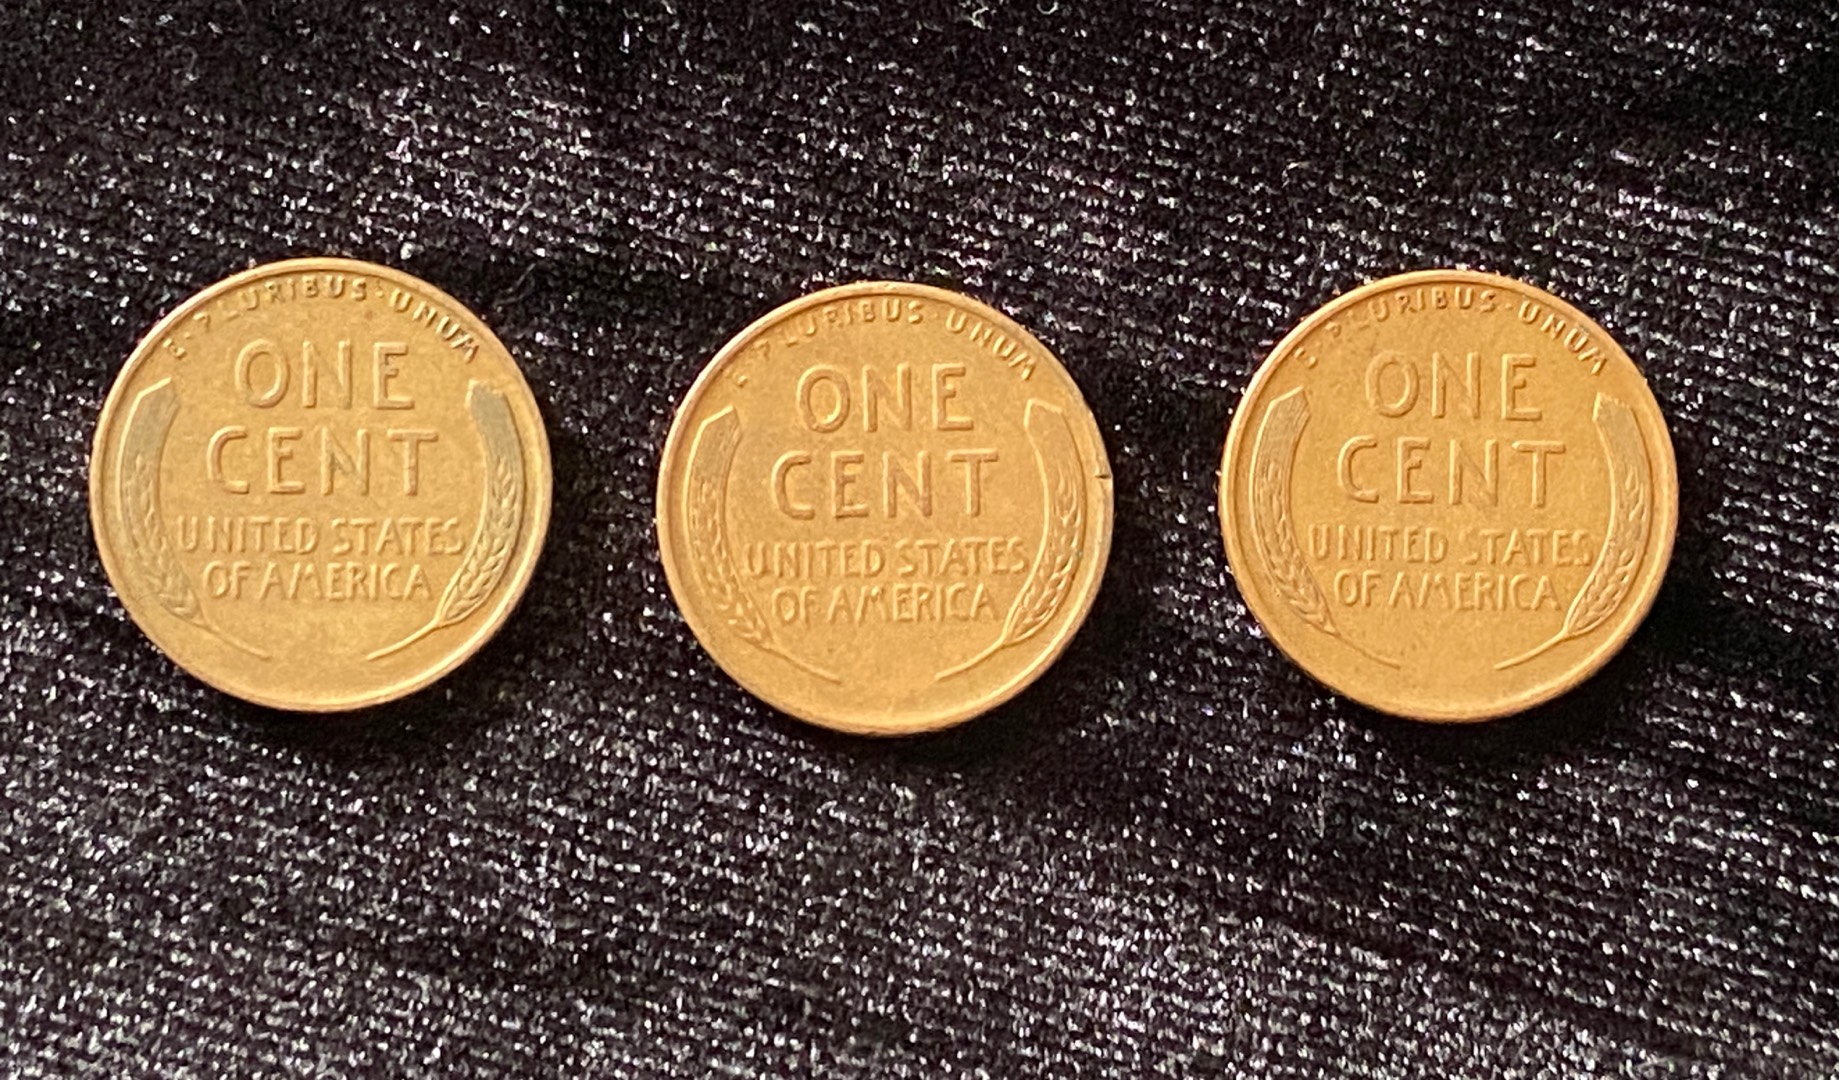 E·PLURIBUS·UNUM
ONE
CENT
UNITED STATES
OF AMERICA
E·PLURIBUS·UNUM
ONE
CENT
UNITED STATES
OF AMERICA
E·PLURIBUS·UNUM
ONE
CENT
UNITED STATES
OF AMERICA